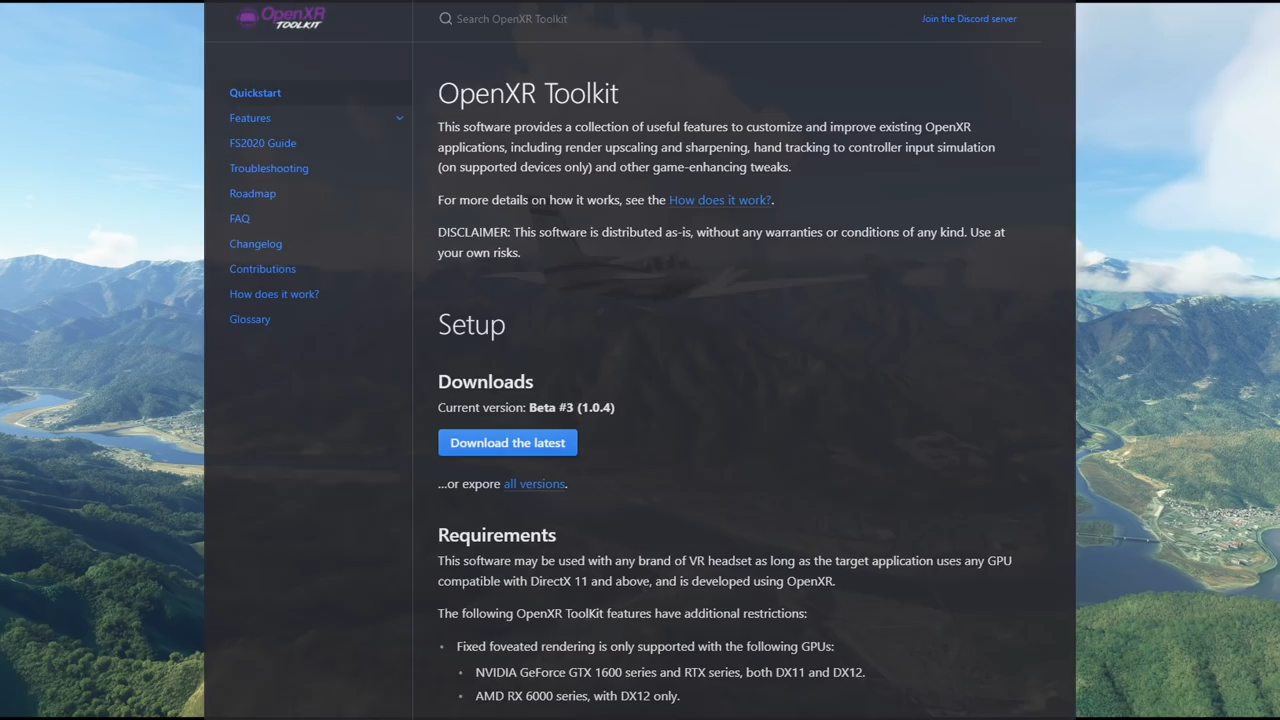 OpenXR
TOOLKIT
Search OpenXR Toolkit
Join the Discord server
Quickstart
Features
FS2020 Guide
Troubleshooting
Roadmap
FAQ
Changelog
Contributions
How does it work?
Glossary
OpenXR Toolkit
This software provides a collection of useful features to customize and improve existing OpenXR
applications, including render upscaling and sharpening, hand tracking to controller input simulation
(on supported devices only) and other game-enhancing tweaks.
For more details on how it works, see the How does it work?.
DISCLAIMER: This software is distributed as-is, without any warranties or conditions of any kind. Use at
your own risks.
Setup
Downloads
Current version: Beta #3 (1.0.4)
Download the latest
...or expore all versions.
Requirements
This software may be used with any brand of VR headset as long as the target application uses any GPU
compatible with DirectX 11 and above, and is developed using OpenXR.
The following OpenXR ToolKit features have additional restrictions:
• Fixed foveated rendering is only supported with the following GPUs:
• NVIDIA GeForce GTX 1600 series and RTX series, both DX11 and DX12.
• AMD RX 6000 series, with DX12 only.